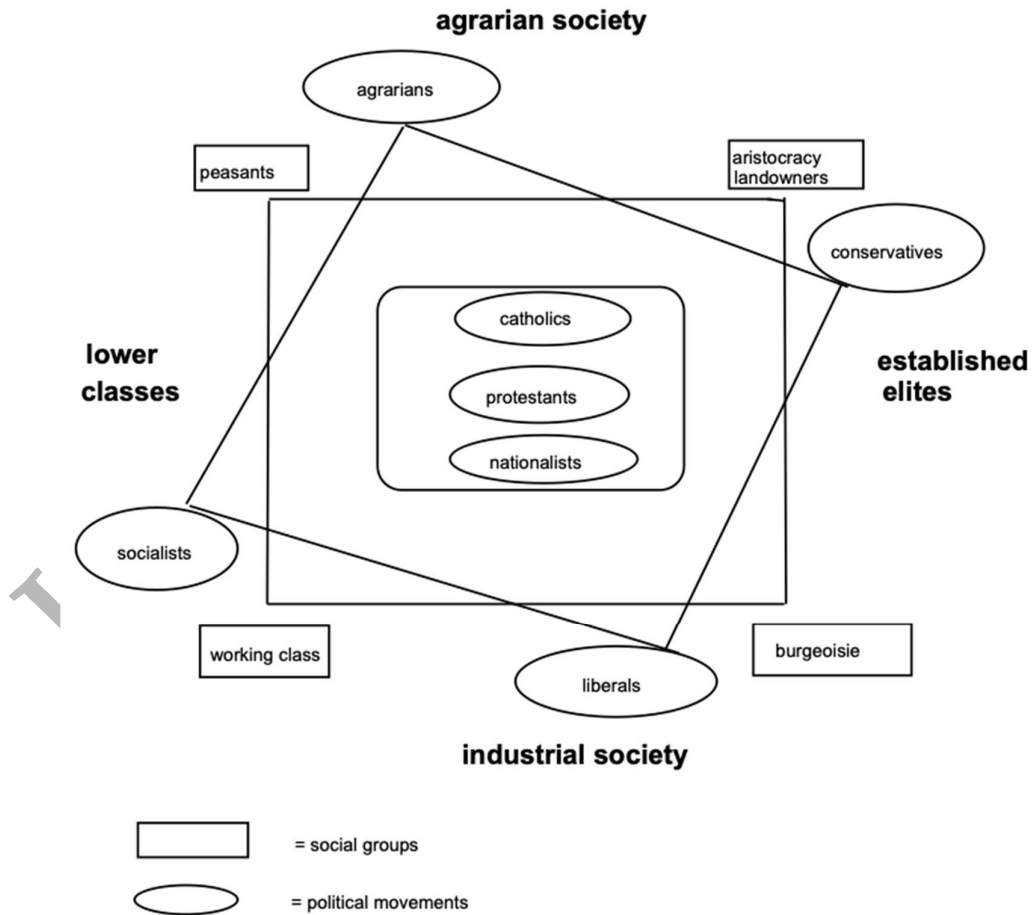 agrarian society
agrarians
peasants
aristocracy
landowners
conservatives
catholics
lower
classes
established
elites
protestants
nationalists
socialists
working class
burgeoisie
liberals
industrial society
= social groups
= political movements